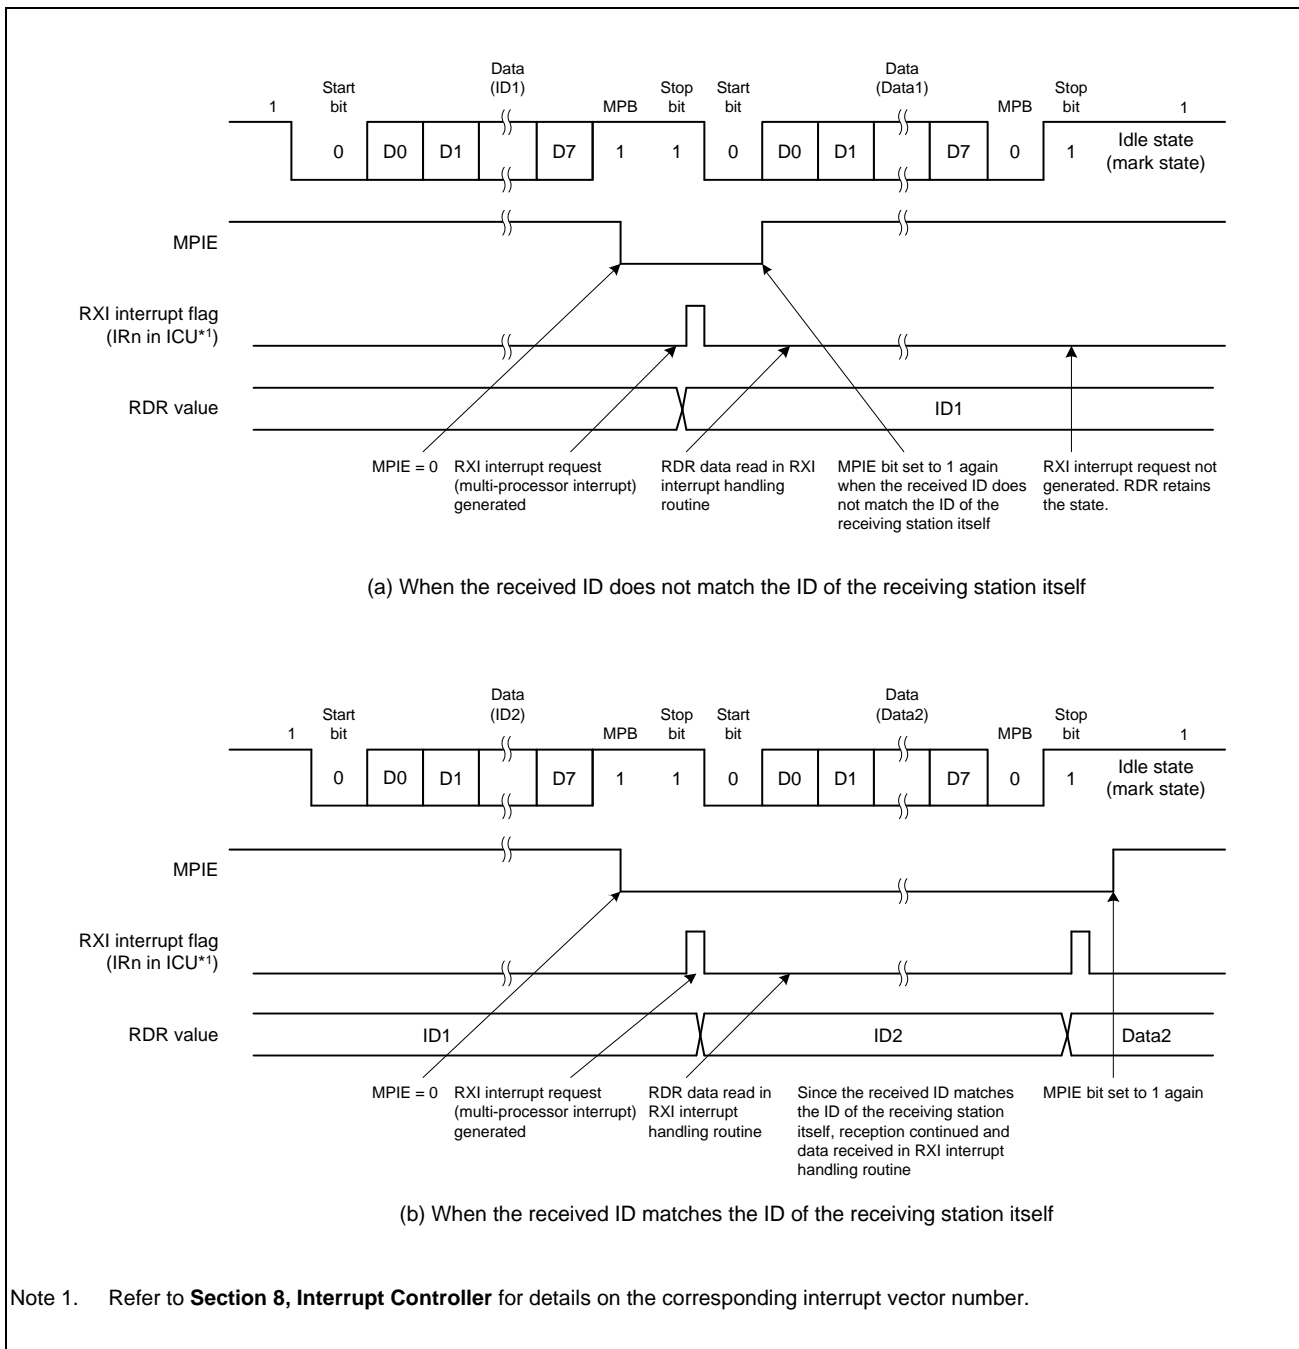 Data
(ID1)
Data
(Data1)
Start
bit
Stop
bit
Start
bit
Stop
bit
1 MPB MPB 1
0 D0 D1 D7 1 1 0 D0 D1 D7 0 1 Idle state
(mark state)
MPIE
RXI interrupt flag
(IRn in ICU*1)
RDR value
ID1
MPIE = 0
RXI interrupt request
(multi-processor interrupt)
generated
RDR data read in RXI
interrupt handling
routine
MPIE bit set to 1 again
when the received ID does
not match the ID of the
receiving station itself
RXI interrupt request not
generated. RDR retains
the state.
(a) When the received ID does not match the ID of the receiving station itself
Data
(ID2)
Data
(Data2)
Start
bit
Stop
bit
Start
bit
Stop
bit
1 MPB MPB 1
0 D0 D1 D7 1 1 0 D0 D1 D7 0 1 Idle state
(mark state)
MPIE
RXI interrupt flag
(IRn in ICU*1)
RDR value
ID1 ID2 Data2
MPIE = 0
RXI interrupt request
(multi-processor interrupt)
generated
RDR data read in
RXI interrupt
handling routine
Since the received ID matches
the ID of the receiving station
itself, reception continued and
data received in RXI interrupt
handling routine
MPIE bit set to 1 again
(b) When the received ID matches the ID of the receiving station itself
Note 1. Refer to Section 8, Interrupt Controller for details on the corresponding interrupt vector number.